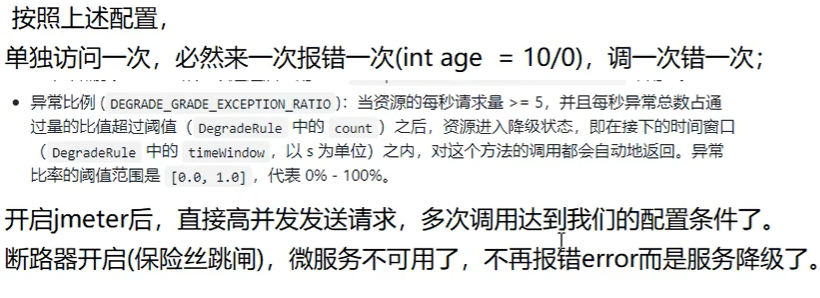 按照上述配置，
单独访问一次，必然来一次报错一次(int age  = 10/0)，调一次错一次；
• 异常比例 ( DEGRADE_GRADE_EXCEPTION_RATIO )：当资源的每秒请求量 >= 5，并且每秒异常总数占通
过量的比值超过阈值（ DegradeRule 中的 count ）之后，资源进入降级状态，即在接下的时间窗口
（ DegradeRule 中的 timeWindow ，以 s 为单位）之内，对这个方法的调用都会自动地返回。异常
比率的阈值范围是 [0.0, 1.0] ，代表 0% - 100%。
开启jmeter后，直接高并发发送请求，多次调用达到我们的配置条件了。
断路器开启(保险丝跳闸)，微服务不可用了，不再报错error而是服务降级了。